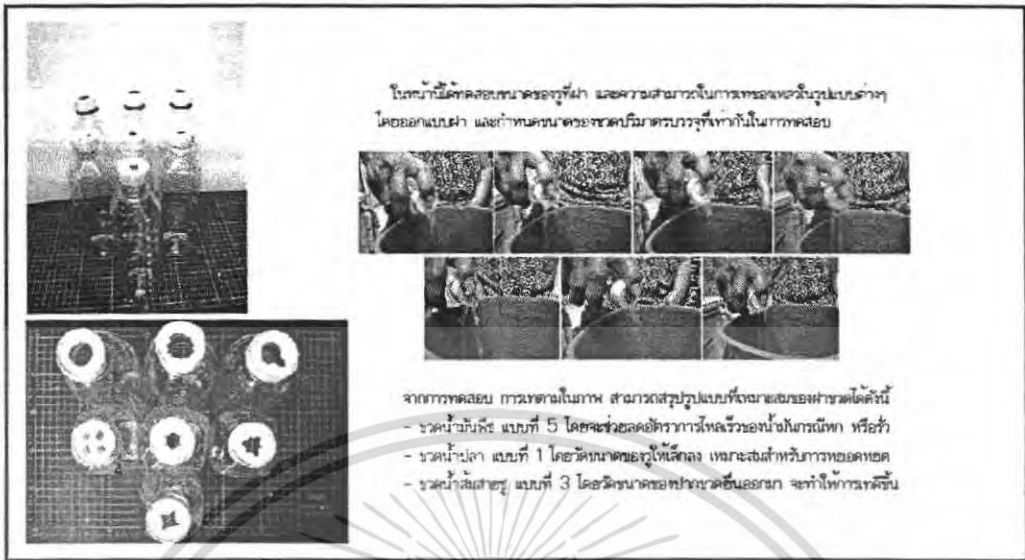 ในหน้านี้ได้ทดสอบขนาดของรูที่ฝา และความสามารถในการเทของเหลวในรูปแบบต่างๆ
โดยออกแบบฝา และกำหนดขนาดของขวดปริมาตรบรรจุที่เท่ากันในการทดสอบ
จากการทดสอบ การเทตามในภาพ สามารถสรุปรูปแบบที่เหมาะสมของฝาขวดได้ดังนี้
- ขวดน้ำมันพืช แบบที่ 5 โดยจะช่วยลดอัตราการไหลเร็วของน้ำมันกรณีหก หรือรั่ว
- ขวดน้ำปลา แบบที่ 1 โดยวัดขนาดของรูให้เล็กลง เหมาะสมสำหรับการหยอดหยด
- ขวดน้ำส้มสายชู แบบที่ 3 โดยวัดขนาดของปากขวดยื่นออกมา จะทำให้การเทดีขึ้น
2